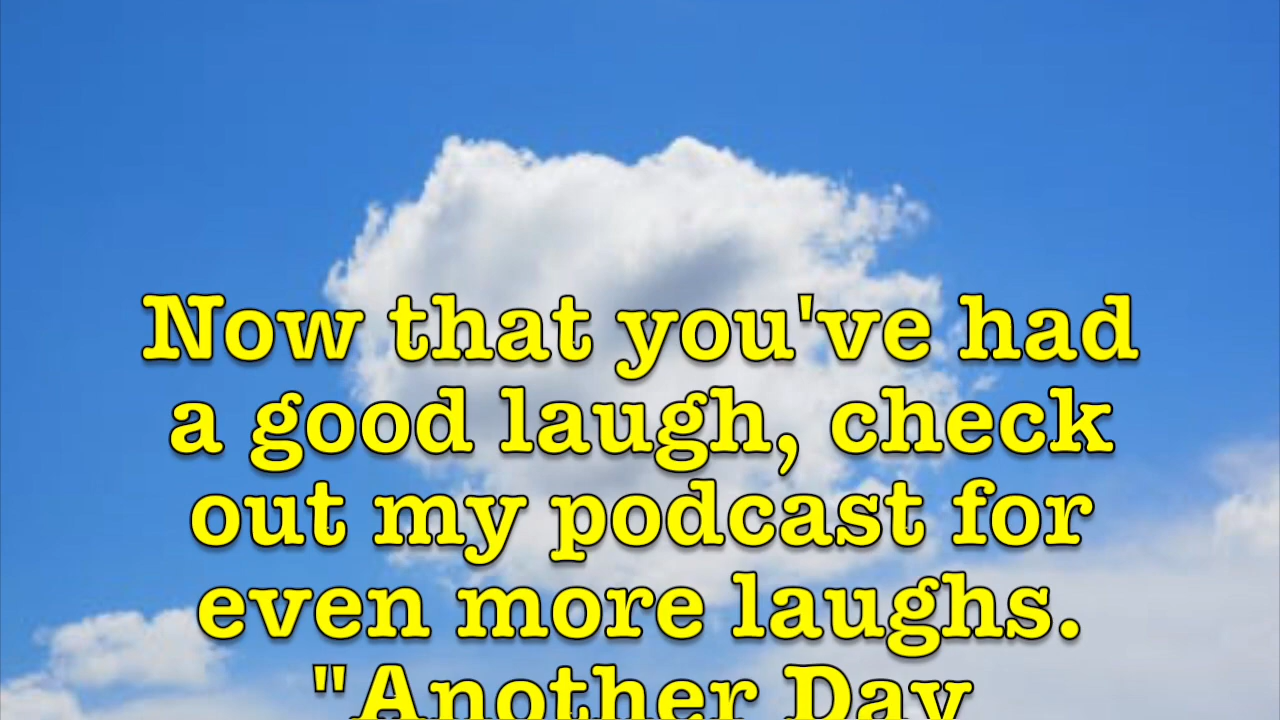 Now that you've had
a good laugh, check
out my podcast for
even more laughs.
"Another Day